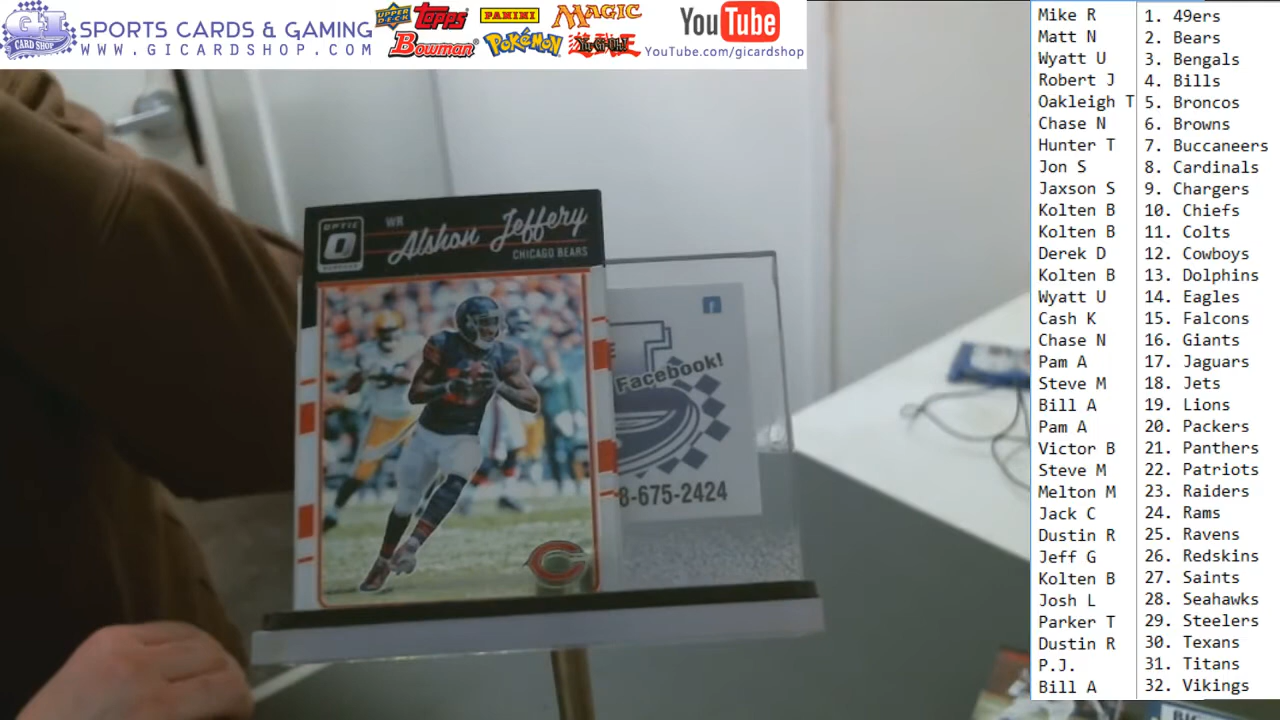 GI
CARD SHOP
SPORTS CARDS & GAMING
WWW.GICARDSHOP.COM
UPPER DECK
Topps
Bowman
PANINI
Pokémon
MAGIC
Yu-Gi-Oh!
YouTube
YouTube.com/gicardshop
OPTIC
WR
Alshon Jeffery
CHICAGO BEARS
Facebook!
8-675-2424
Mike R 1. 49ers
Matt N 2. Bears
Wyatt U 3. Bengals
Robert J 4. Bills
Oakleigh T 5. Broncos
Chase N 6. Browns
Hunter T 7. Buccaneers
Jon S 8. Cardinals
Jaxson S 9. Chargers
Kolten B 10. Chiefs
Kolten B 11. Colts
Derek D 12. Cowboys
Kolten B 13. Dolphins
Wyatt U 14. Eagles
Cash K 15. Falcons
Chase N 16. Giants
Pam A 17. Jaguars
Steve M 18. Jets
Bill A 19. Lions
Pam A 20. Packers
Victor B 21. Panthers
Steve M 22. Patriots
Melton M 23. Raiders
Jack C 24. Rams
Dustin R 25. Ravens
Jeff G 26. Redskins
Kolten B 27. Saints
Josh L 28. Seahawks
Parker T 29. Steelers
Dustin R 30. Texans
P.J. 31. Titans
Bill A 32. Vikings